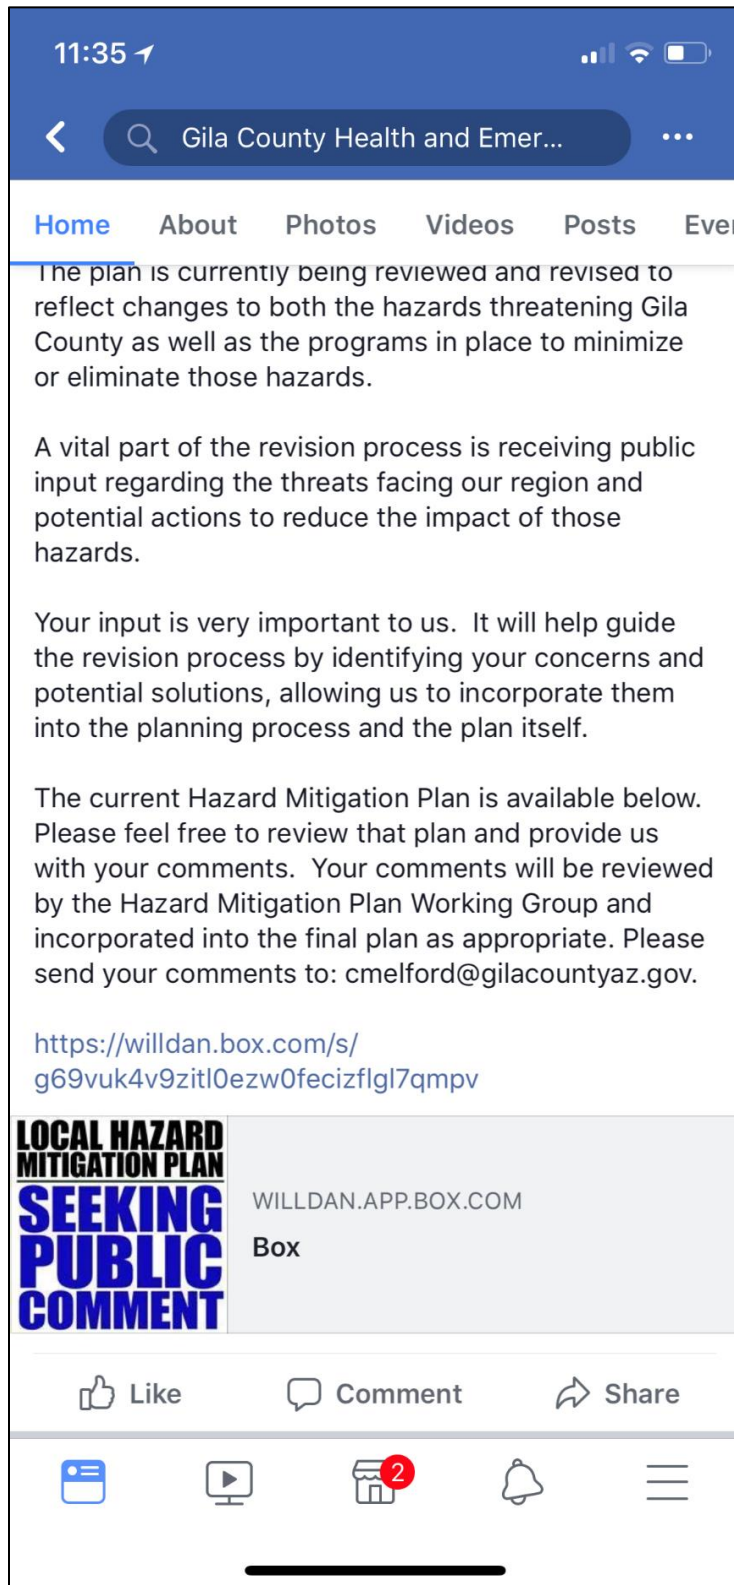 11:35
Gila County Health and Emer...
Home About Photos Videos Posts Ever
The plan is currently being reviewed and revised to
reflect changes to both the hazards threatening Gila
County as well as the programs in place to minimize
or eliminate those hazards.
A vital part of the revision process is receiving public
input regarding the threats facing our region and
potential actions to reduce the impact of those
hazards.
Your input is very important to us.  It will help guide
the revision process by identifying your concerns and
potential solutions, allowing us to incorporate them
into the planning process and the plan itself.
The current Hazard Mitigation Plan is available below.
Please feel free to review that plan and provide us
with your comments.  Your comments will be reviewed
by the Hazard Mitigation Plan Working Group and
incorporated into the final plan as appropriate. Please
send your comments to: cmelford@gilacountyaz.gov.
https://willdan.box.com/s/
g69vuk4v9zitl0ezw0fecizflgl7qmpv
LOCAL HAZARD
MITIGATION PLAN
SEEKING
PUBLIC
COMMENT
WILLDAN.APP.BOX.COM
Box
Like Comment Share
2